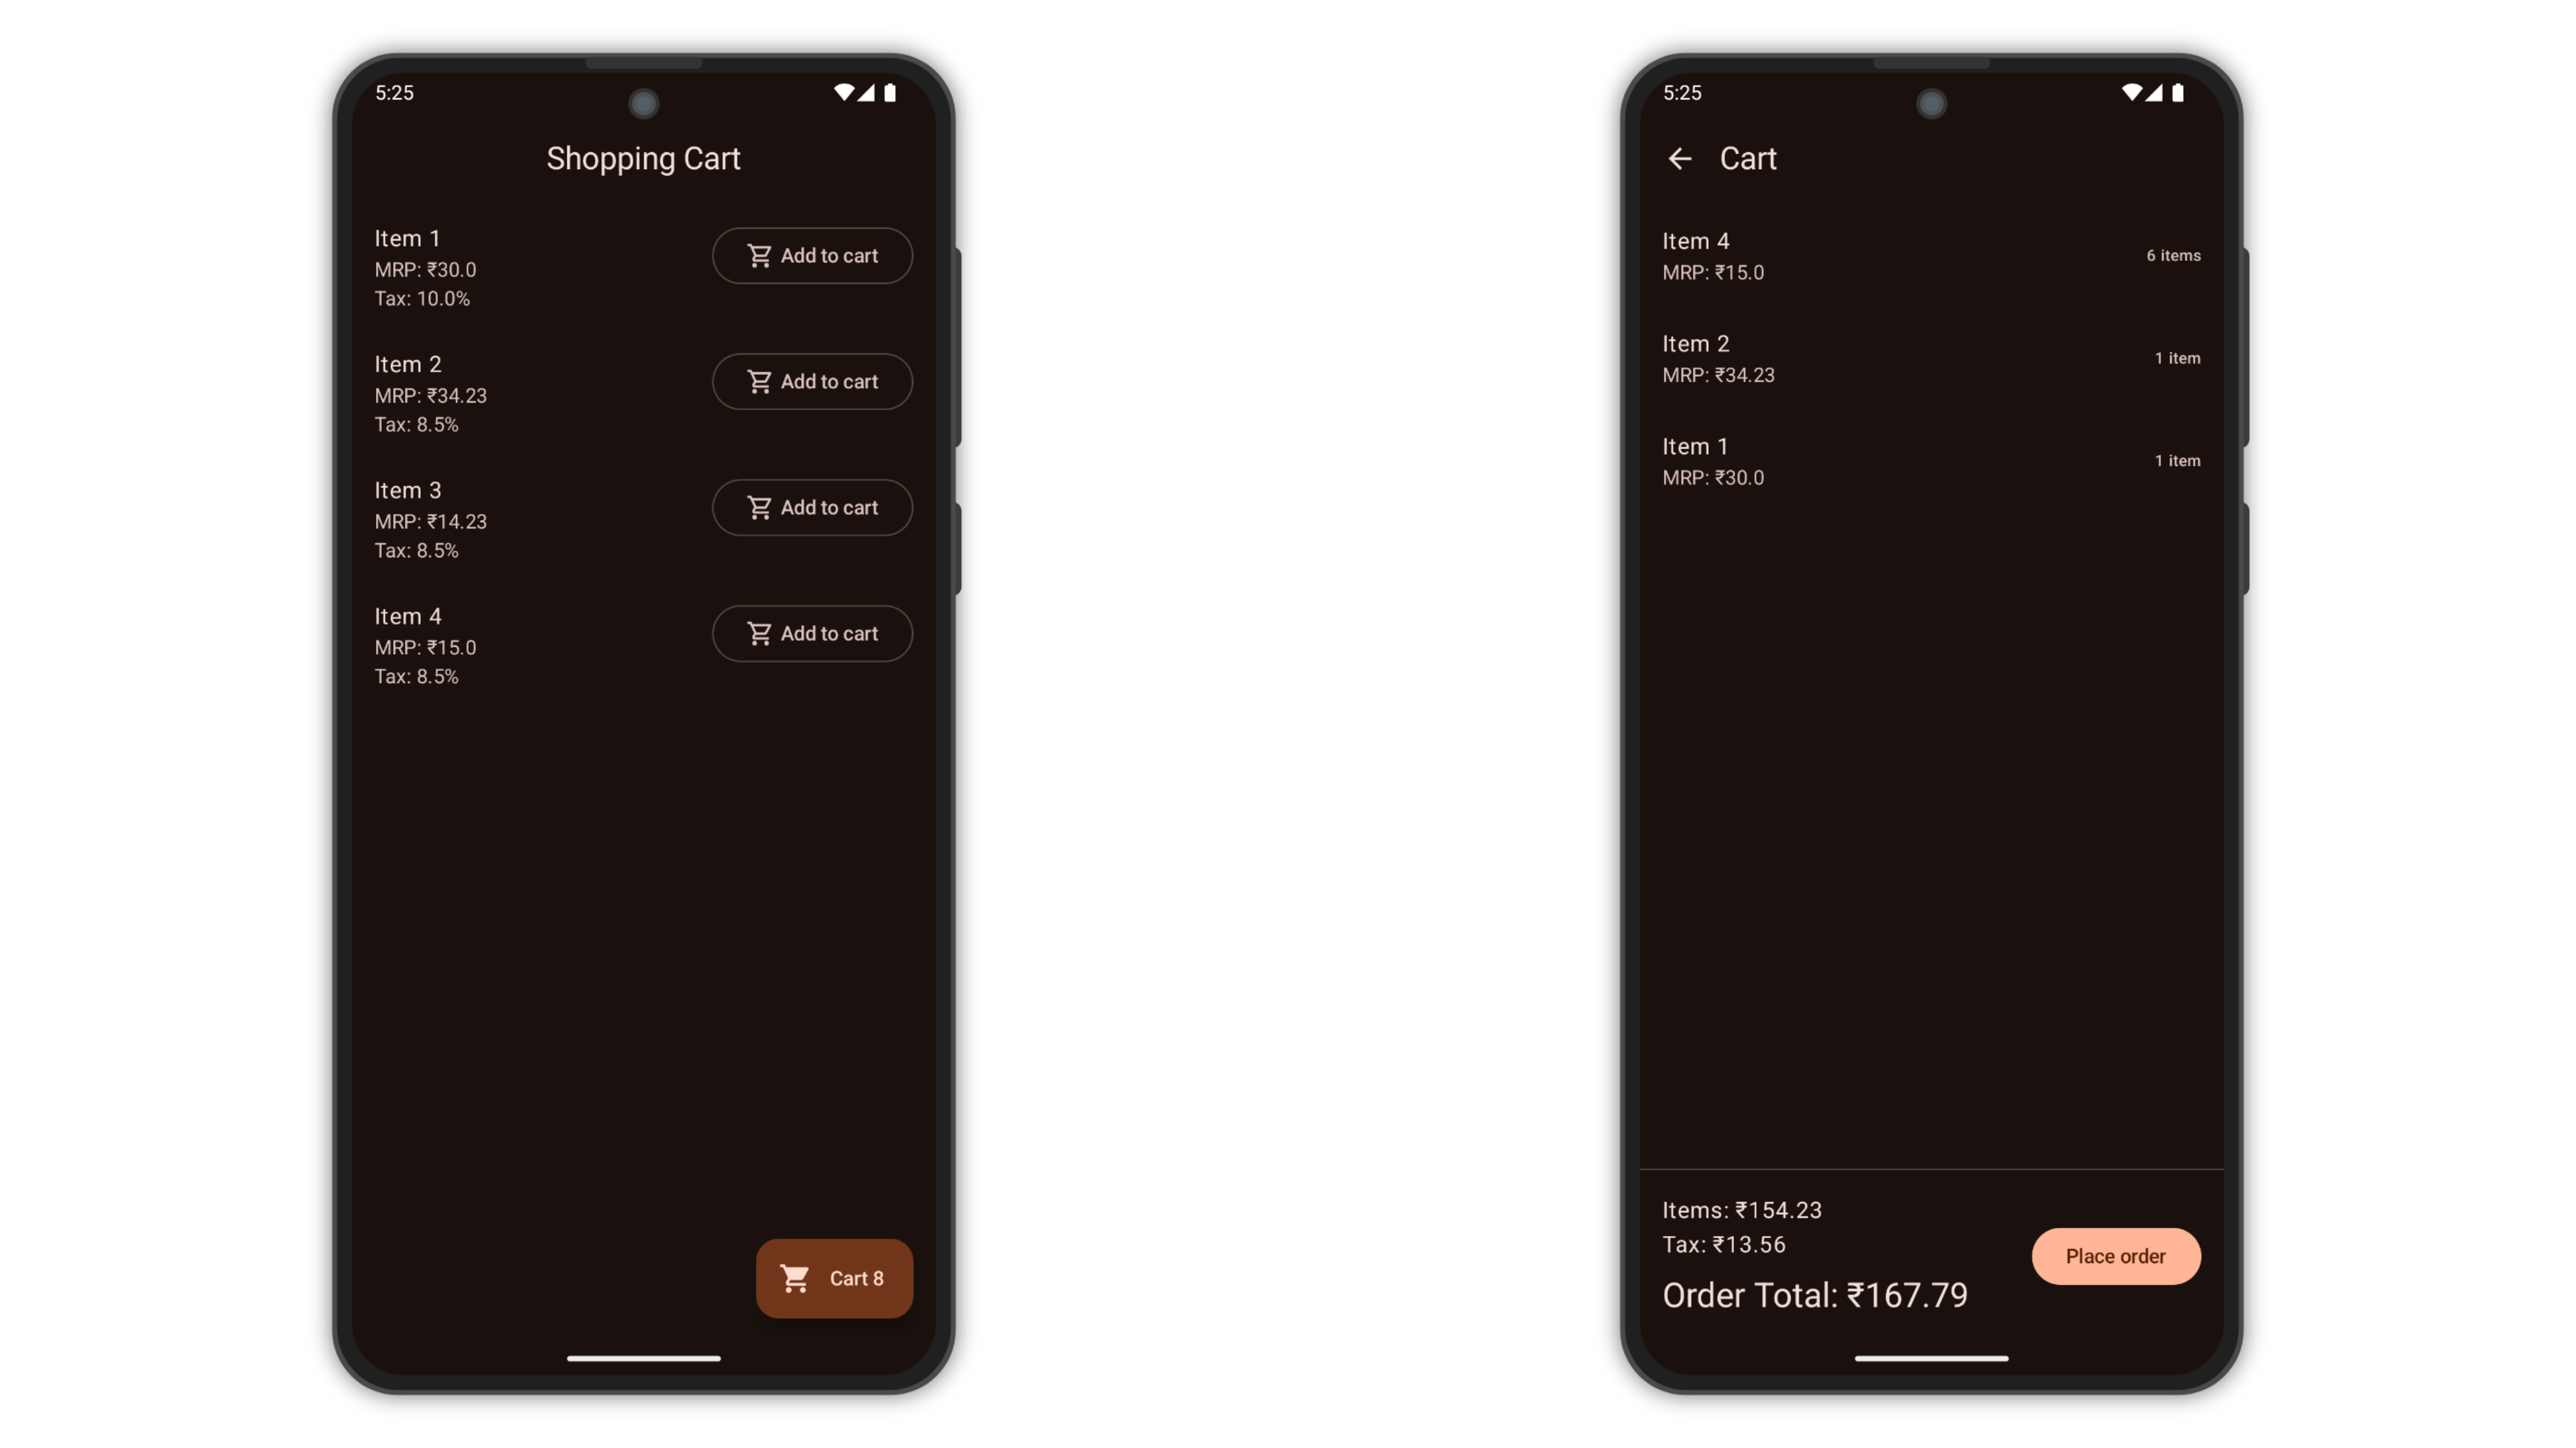 5:25
Shopping Cart
Item 1
MRP: ₹30.0
Tax: 10.0%
Add to cart
Item 2
MRP: ₹34.23
Tax: 8.5%
Add to cart
Item 3
MRP: ₹14.23
Tax: 8.5%
Add to cart
Item 4
MRP: ₹15.0
Tax: 8.5%
Add to cart
Cart 8
5:25
Cart
Item 4
MRP: ₹15.0
6 items
Item 2
MRP: ₹34.23
1 item
Item 1
MRP: ₹30.0
1 item
Items: ₹154.23
Tax: ₹13.56
Order Total: ₹167.79
Place order